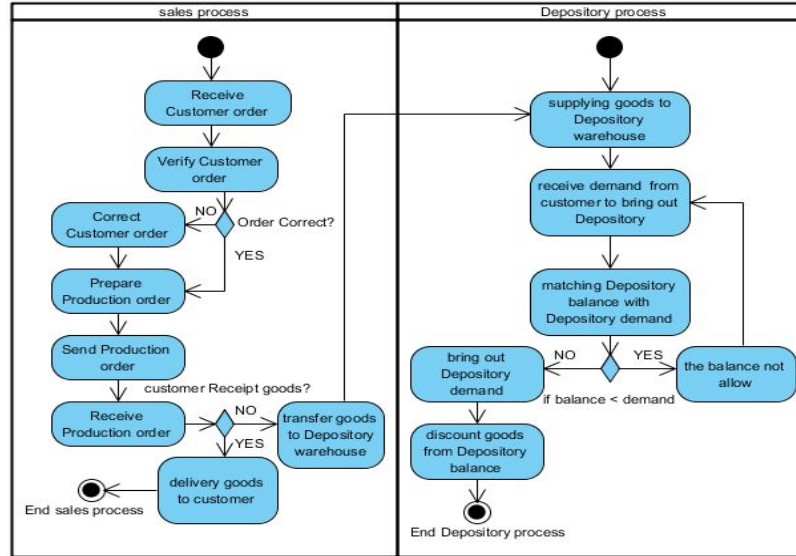 sales process
Receive
Customer order
Verify Customer
order
NO
Order Correct?
Correct
Customer order
YES
Prepare
Production order
Send Production
order
customer Receipt goods?
Receive
Production order
NO
transfer goods
to Depository
warehouse
YES
delivery goods
to customer
End sales process
Depository process
supplying goods to
Depository
warehouse
receive demand from
customer to bring out
Depository
matching Depository
balance with
Depository demand
NO
YES
bring out
Depository
demand
the balance not
allow
if balance < demand
discount goods
from Depository
balance
End Depository process